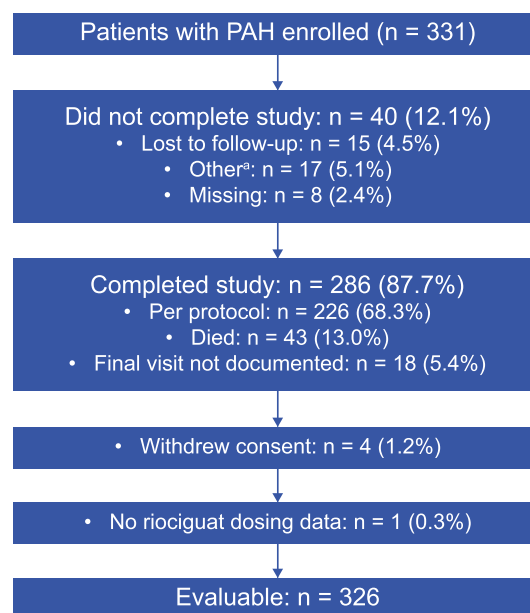 Patients with PAH enrolled (n = 331)
Did not complete study: n = 40 (12.1%)
• Lost to follow-up: n = 15 (4.5%)
• Otherᵃ: n = 17 (5.1%)
• Missing: n = 8 (2.4%)
Completed study: n = 286 (87.7%)
• Per protocol: n = 226 (68.3%)
• Died: n = 43 (13.0%)
• Final visit not documented: n = 18 (5.4%)
• Withdrew consent: n = 4 (1.2%)
• No riociguat dosing data: n = 1 (0.3%)
Evaluable: n = 326